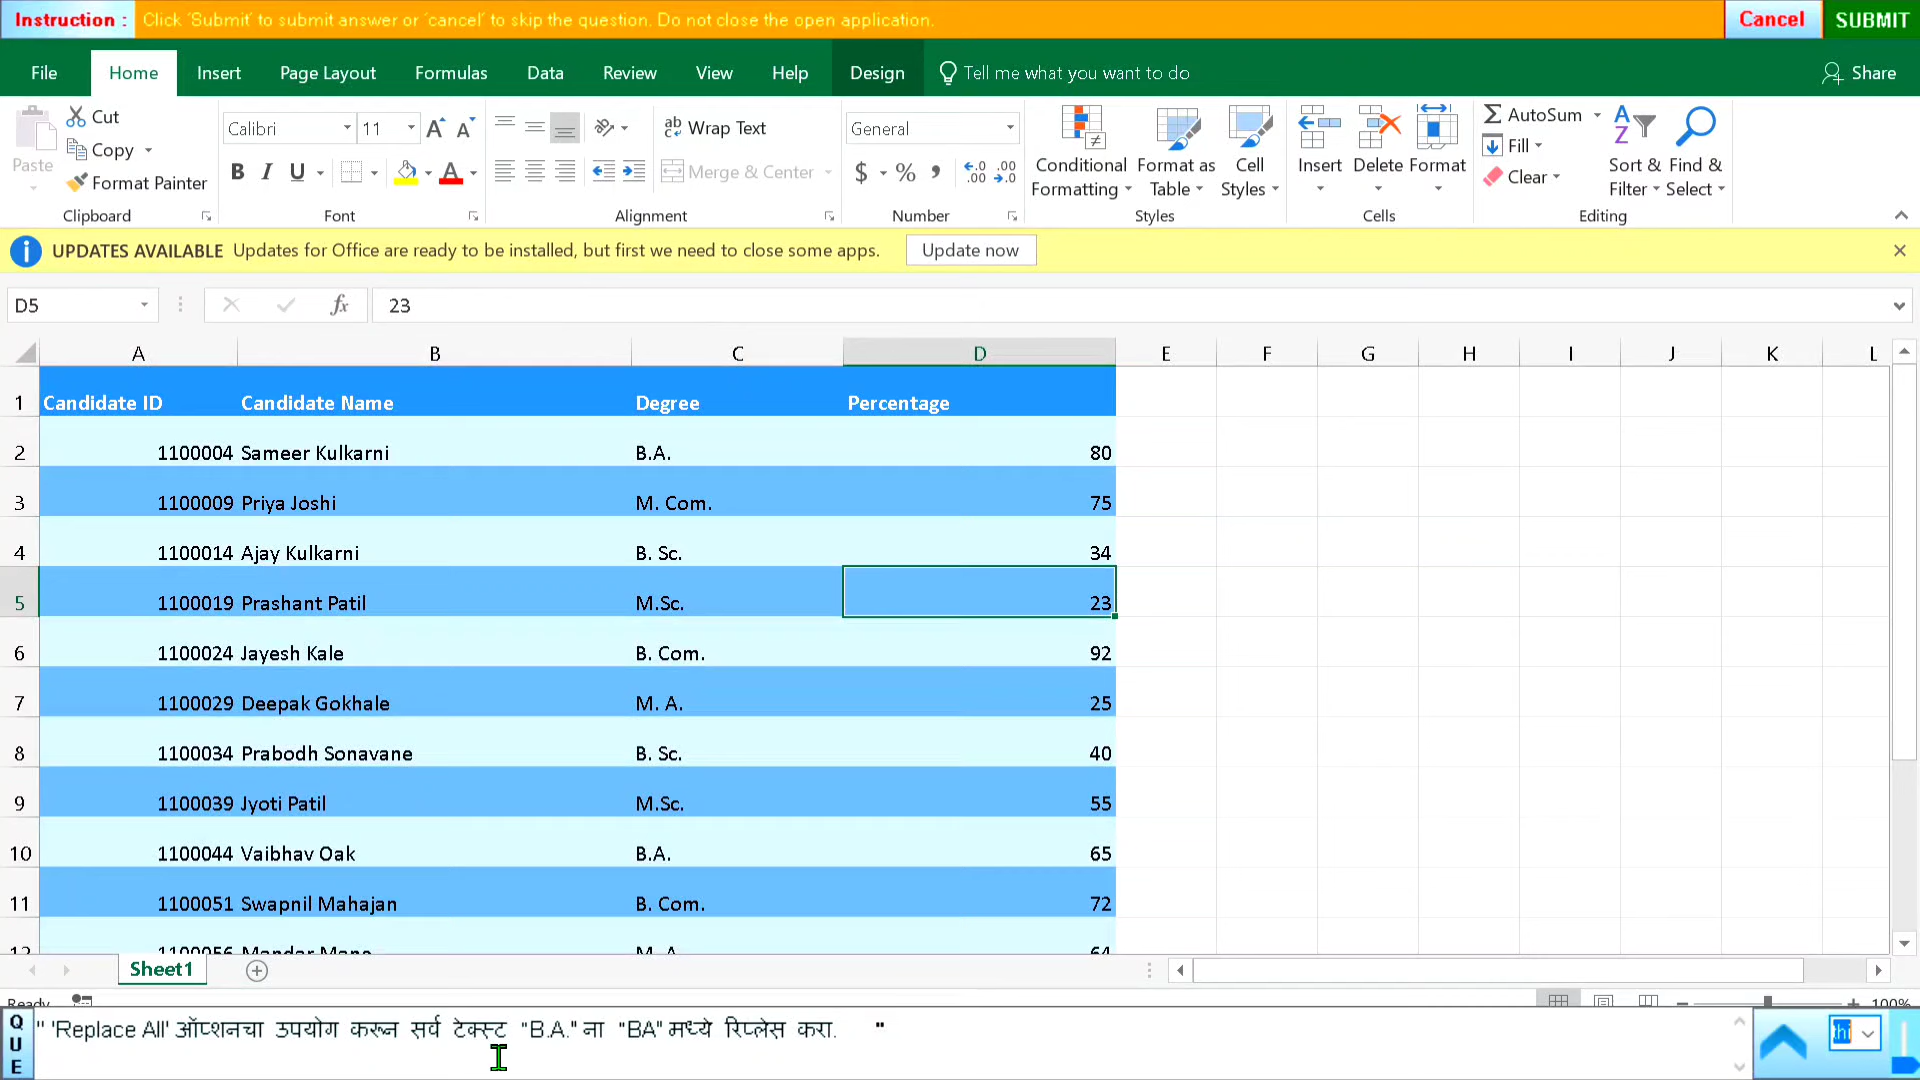 Instruction : Click 'Submit' to submit answer or 'cancel' to skip the question. Do not close the open application. Cancel SUBMIT
File Home Insert Page Layout Formulas Data Review View Help Design Tell me what you want to do Share
Paste Cut Copy Format Painter Clipboard
Calibri 11 B I U A Font
ab Wrap Text Merge & Center Alignment
General $ % , Number
Conditional Formatting Format as Table Cell Styles Styles
Insert Delete Format Cells
AutoSum Fill Clear Sort & Filter Find & Select Editing
UPDATES AVAILABLE Updates for Office are ready to be installed, but first we need to close some apps. Update now
D5 fx 23
A B C D E F G H I J K L
1 Candidate ID Candidate Name Degree Percentage
2 1100004 Sameer Kulkarni B.A. 80
3 1100009 Priya Joshi M. Com. 75
4 1100014 Ajay Kulkarni B. Sc. 34
5 1100019 Prashant Patil M.Sc. 23
6 1100024 Jayesh Kale B. Com. 92
7 1100029 Deepak Gokhale M. A. 25
8 1100034 Prabodh Sonavane B. Sc. 40
9 1100039 Jyoti Patil M.Sc. 55
10 1100044 Vaibhav Oak B.A. 65
11 1100051 Swapnil Mahajan B. Com. 72
12 1100056 M. A. 64
Sheet1
Ready 100%
QUE " 'Replace All' ऑप्शनचा उपयोग करून सर्व टेक्स्ट "B.A." ना "BA" मध्ये रिप्लेस करा. "